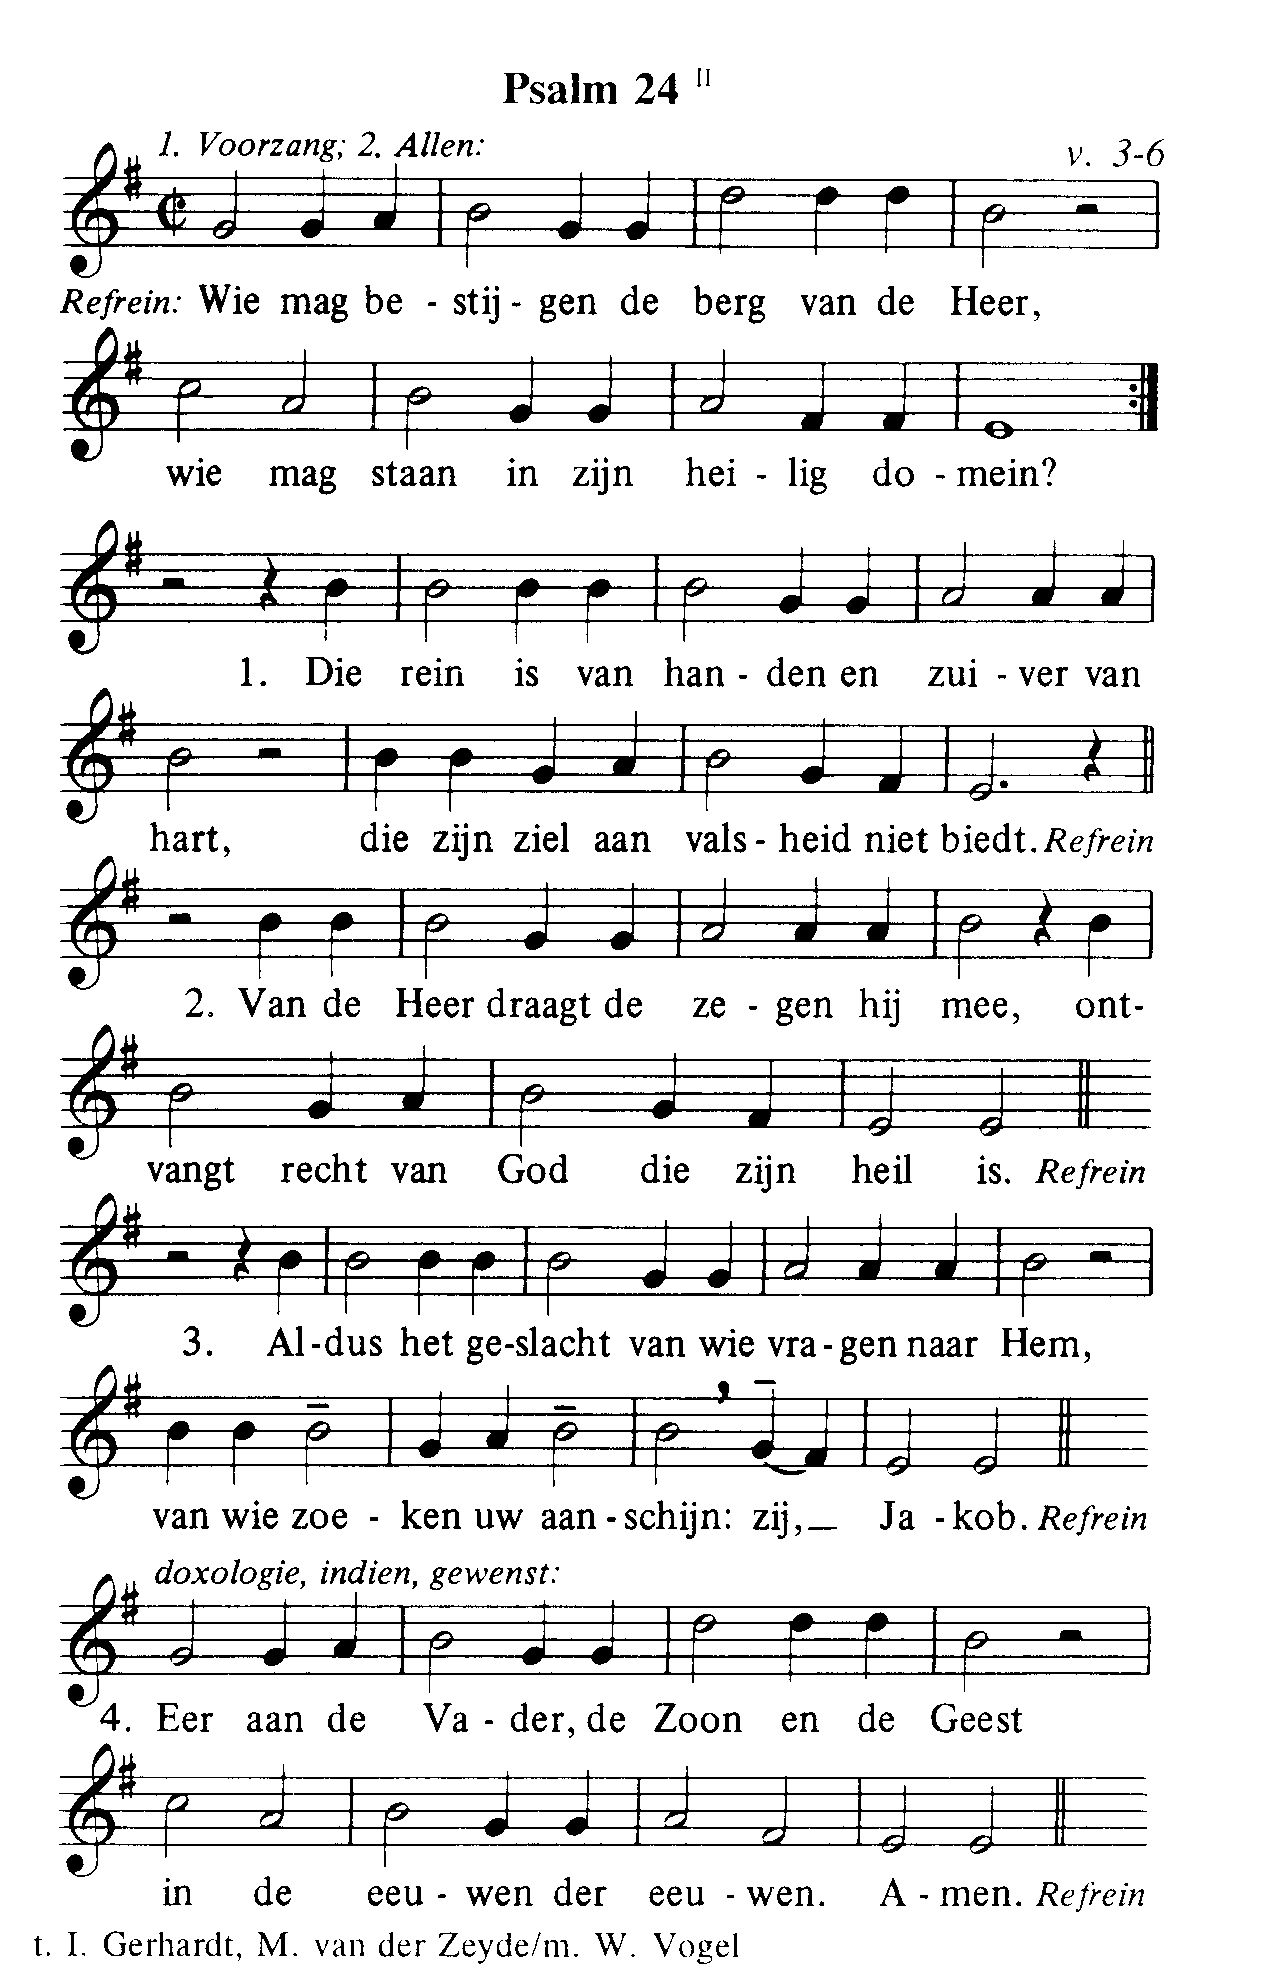 Psalm 24 II
1. Voorzang; 2. Allen:
v. 3-6
Refrein: Wie mag be - stij - gen de berg van de Heer,
wie mag staan in zijn hei - lig do - mein?
1. Die rein is van han - den en zui - ver van
hart, die zijn ziel aan vals - heid niet biedt. Refrein
2. Van de Heer draagt de ze - gen hij mee, ont-
vangt recht van God die zijn heil is. Refrein
3. Al-dus het ge-slacht van wie vra-gen naar Hem,
van wie zoe - ken uw aan-schijn: zij,_ Ja - kob. Refrein
doxologie, indien, gewenst:
4. Eer aan de Va - der, de Zoon en de Geest
in de eeu - wen der eeu - wen. A - men. Refrein
t. I. Gerhardt, M. van der Zeyde/m. W. Vogel